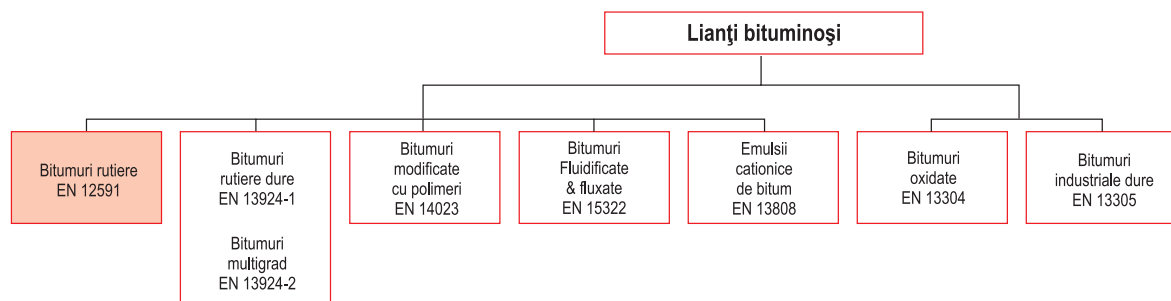 Lianţi bituminoşi
Bitumuri rutiere
EN 12591
Bitumuri
rutiere dure
EN 13924-1
Bitumuri
multigrad
EN 13924-2
Bitumuri
modificate
cu polimeri
EN 14023
Bitumuri
Fluidificate
& fluxate
EN 15322
Emulsii
cationice
de bitum
EN 13808
Bitumuri
oxidate
EN 13304
Bitumuri
industriale dure
EN 13305